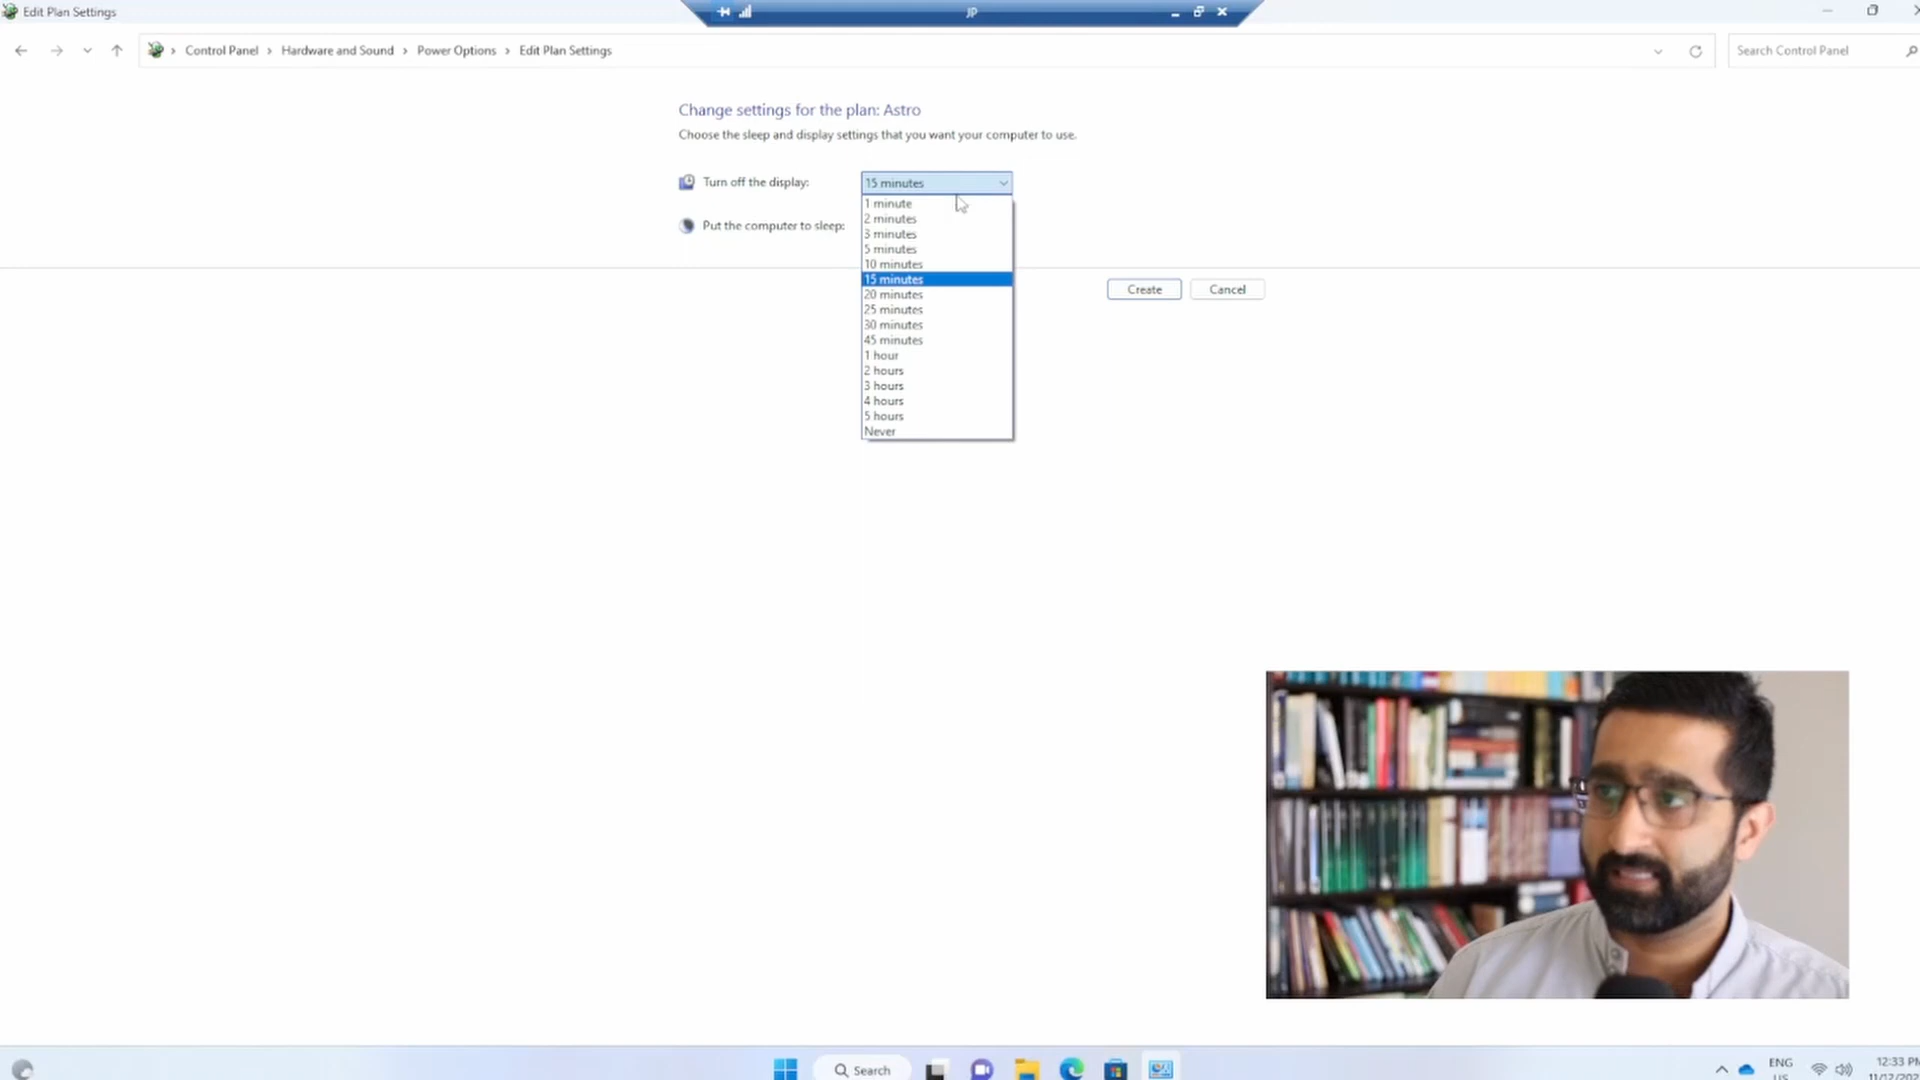 Edit Plan Settings
JP
Control Panel > Hardware and Sound > Power Options > Edit Plan Settings
Search Control Panel
Change settings for the plan: Astro
Choose the sleep and display settings that you want your computer to use.
Turn off the display:
15 minutes
1 minute
2 minutes
Put the computer to sleep:
3 minutes
5 minutes
10 minutes
15 minutes
20 minutes
25 minutes
30 minutes
45 minutes
1 hour
2 hours
3 hours
4 hours
5 hours
Never
Create
Cancel
Search
ENG
US
12:33 PM